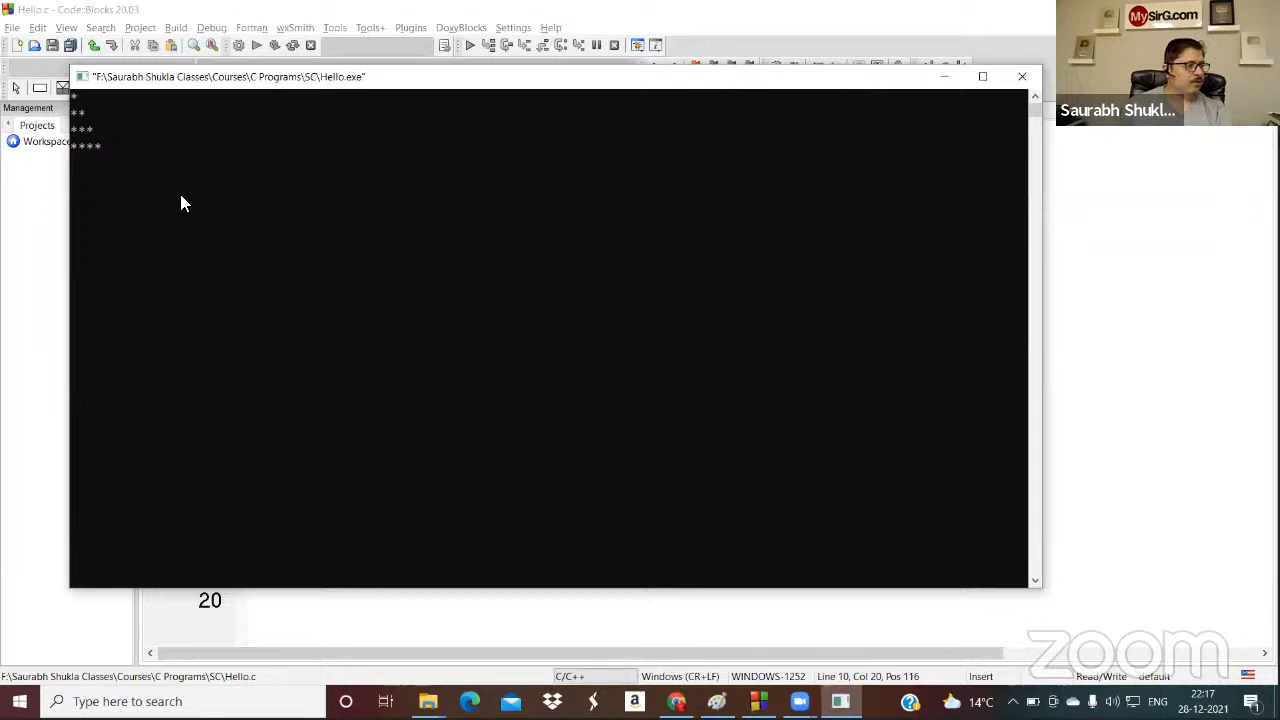 Hello.c - Code::Blocks 20.03
File Edit View Search Project Build Debug Fortran wxSmith Tools Tools+ Plugins DoxyBlocks Settings Help
"F:\Saurabh Shukla Classes\Courses\C Programs\SC\Hello.exe"
Management
Projects
Workspace
*
**
***
****
MySirG.com
Saurabh Shukl...
20
zoom
F:\Saurabh Shukla Classes\Courses\C Programs\SC\Hello.c C/C++ Windows (CR+LF) WINDOWS-1252 Line 10, Col 20, Pos 116 Insert Read/Write default
Type here to search
14°C ENG 22:17
28-12-2021